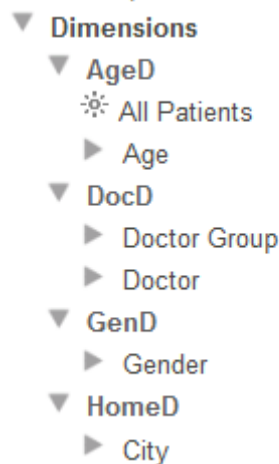 Dimensions
AgeD
All Patients
Age
DocD
Doctor Group
Doctor
GenD
Gender
HomeD
City